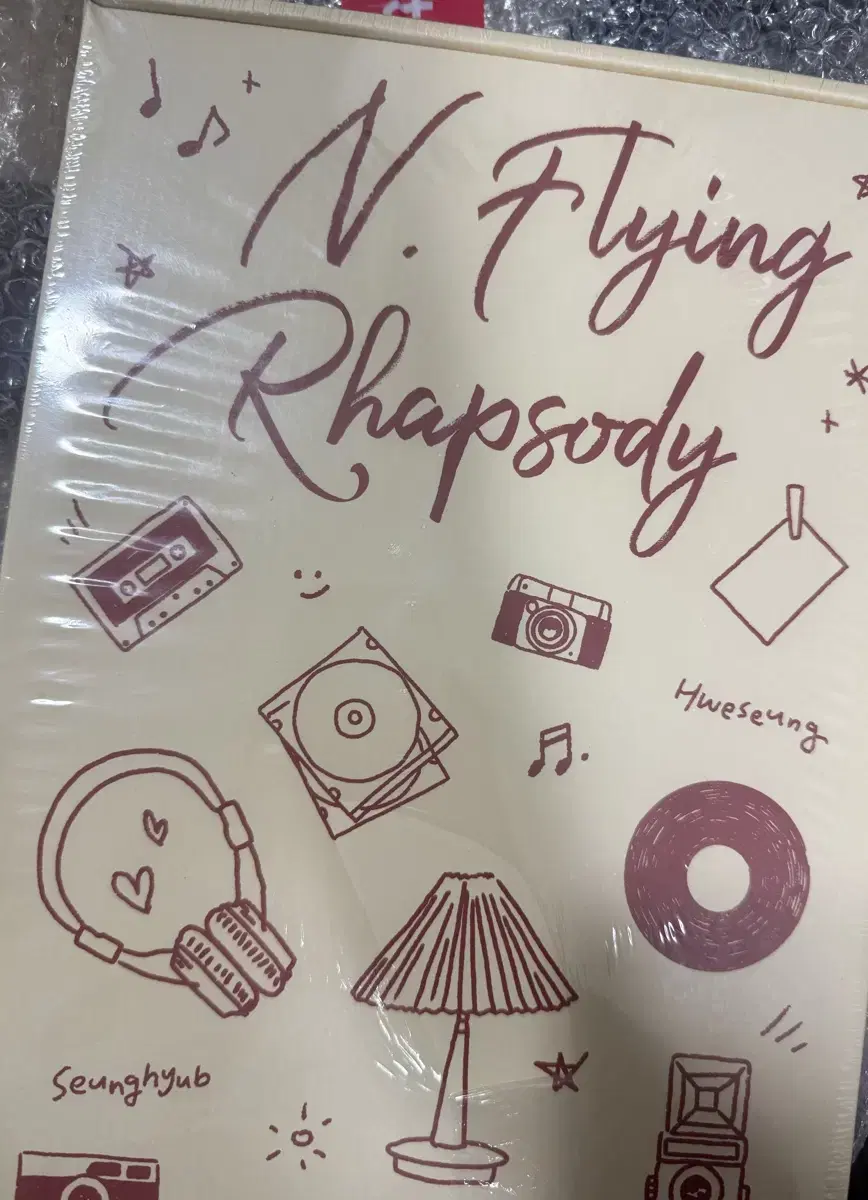 N. Flying
Rhapsody
Hweseung
Seunghyub